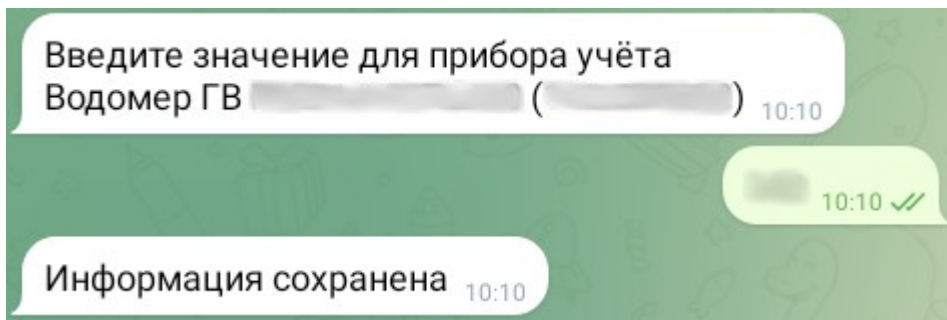 Введите значение для прибора учёта
Водомер ГВ ( ) 10:10
10:10
Информация сохранена 10:10